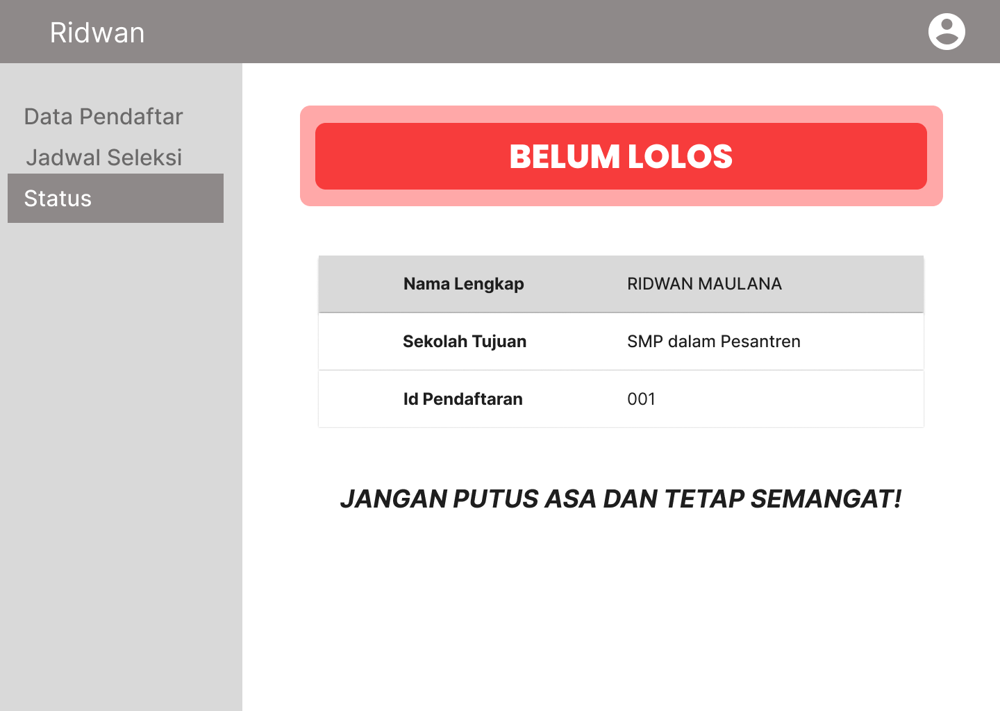 Ridwan
Data Pendaftar
Jadwal Seleksi
Status
BELUM LOLOS
Nama Lengkap RIDWAN MAULANA
Sekolah Tujuan SMP dalam Pesantren
Id Pendaftaran 001
JANGAN PUTUS ASA DAN TETAP SEMANGAT!